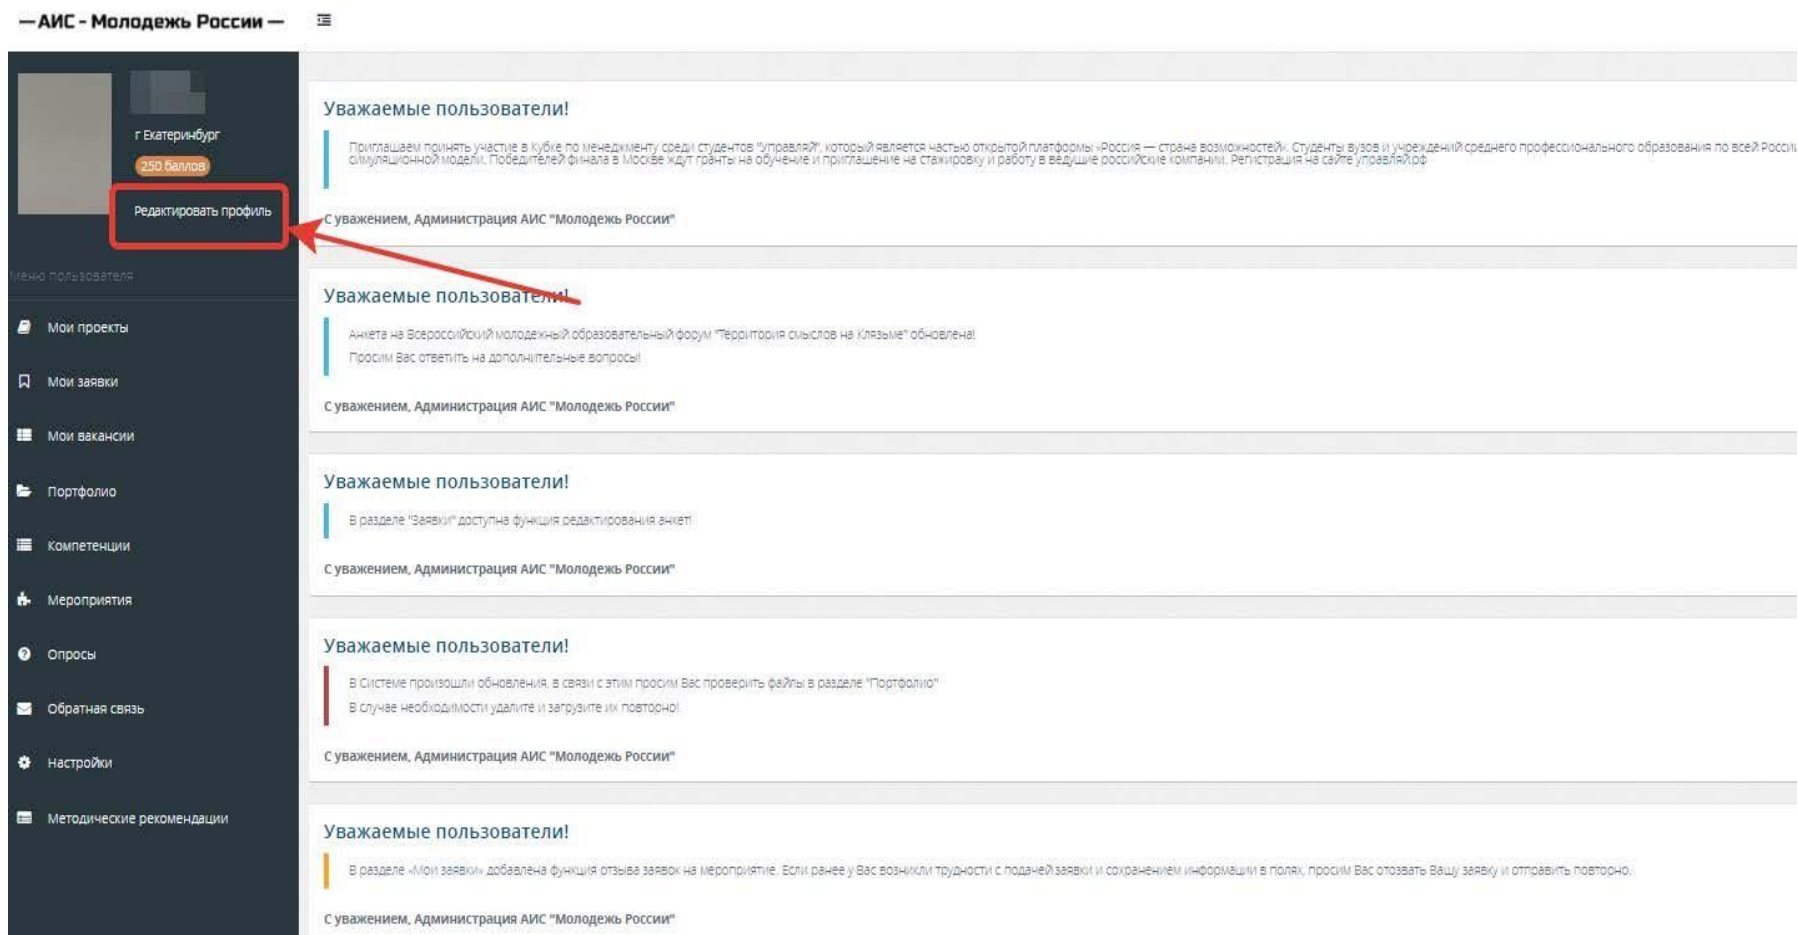 — АИС - Молодежь России —
г Екатеринбург
250 баллов
Редактировать профиль
Меню пользователя
Мои проекты
Мои заявки
Мои вакансии
Портфолио
Компетенции
Мероприятия
Опросы
Обратная связь
Настройки
Методические рекомендации
Уважаемые пользователи!
Приглашаем принять участие в Кубке по менеджменту среди студентов "Управляй", который является частью открытой платформы «Россия — страна возможностей». Студенты вузов и учреждений среднего профессионального образования по всей России
симуляционной модели. Победителей финала в Москве ждут гранты на обучение и приглашение на стажировку и работу в ведущие российские компании. Регистрация на сайте управляй.рф
С уважением, Администрация АИС "Молодежь России"
Уважаемые пользователи!
Анкета на Всероссийский молодежный образовательный форум "Территория смыслов на Клязьме" обновлена!
Просим Вас ответить на дополнительные вопросы!
С уважением, Администрация АИС "Молодежь России"
Уважаемые пользователи!
В разделе "Заявки" доступна функция редактирования анкет!
С уважением, Администрация АИС "Молодежь России"
Уважаемые пользователи!
В Системе произошли обновления, в связи с этим просим Вас проверить файлы в разделе "Портфолио"
В случае необходимости удалите и загрузите их повторно!
С уважением, Администрация АИС "Молодежь России"
Уважаемые пользователи!
В разделе «Мои заявки» добавлена функция отзыва заявок на мероприятие. Если ранее у Вас возникли трудности с подачей заявки и сохранением информации в полях, просим Вас отозвать Вашу заявку и отправить повторно.
С уважением, Администрация АИС "Молодежь России"